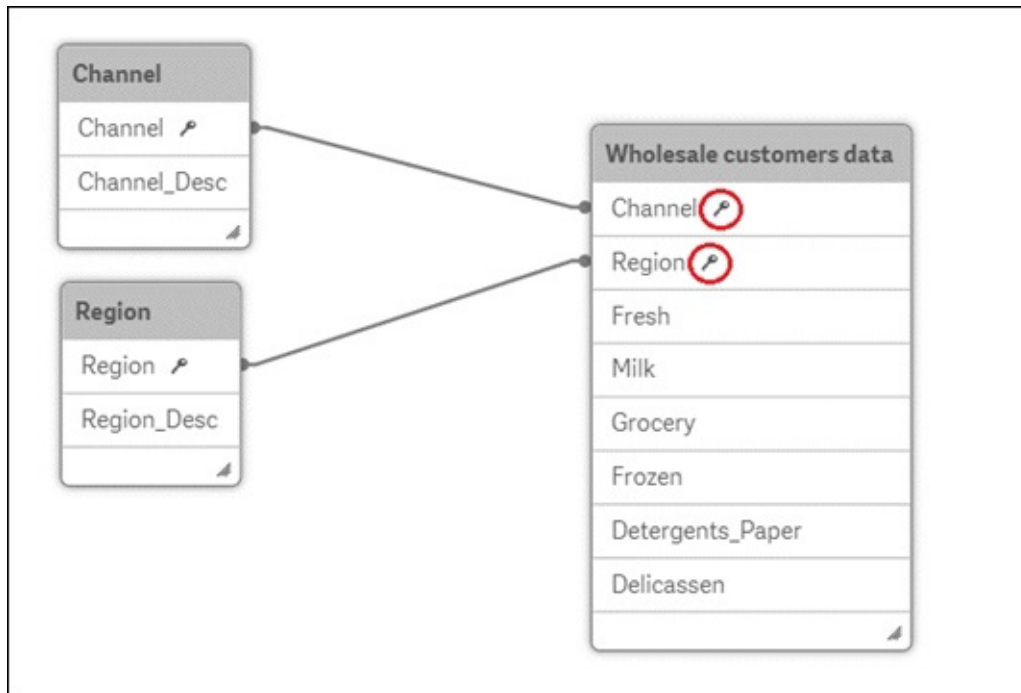 Channel
Channel
Channel_Desc
Region
Region
Region_Desc
Wholesale customers data
Channel
Region
Fresh
Milk
Grocery
Frozen
Detergents_Paper
Delicassen